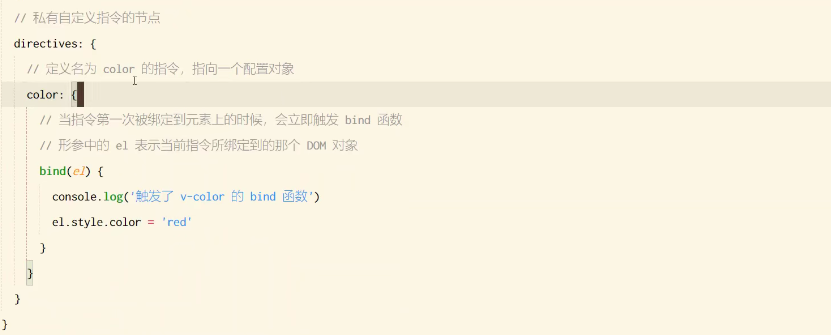 // 私有自定义指令的节点
directives: {
// 定义名为 color 的指令，指向一个配置对象
color: {
// 当指令第一次被绑定到元素上的时候，会立即触发 bind 函数
// 形参中的 el 表示当前指令所绑定到的那个 DOM 对象
bind(el) {
console.log('触发了 v-color 的 bind 函数')
el.style.color = 'red'
}
}
}
}